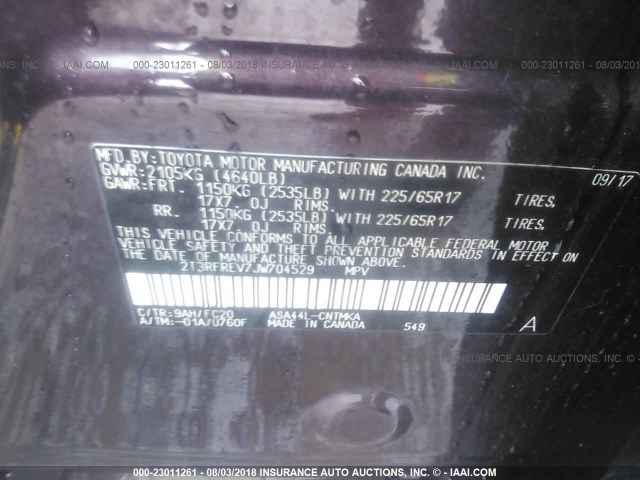 000-23011261 - 08/03/2018 - INSURANCE AUTO AUCTIONS, INC. - © - IAAI.com
MFD.BY:TOYOTA MOTOR MANUFACTURING CANADA INC.
GVWR:2105KG (4640LB) 09/17
GAWR:FRT. 1150KG (2535LB) WITH 225/65R17 TIRES,
17X7.0J RIMS.
RR. 1150KG (2535LB) WITH 225/65R17 TIRES,
17X7.0J RIMS.
THIS VEHICLE CONFORMS TO ALL APPLICABLE FEDERAL MOTOR
VEHICLE SAFETY AND THEFT PREVENTION STANDARDS IN EFFECT ON
THE DATE OF MANUFACTURE SHOWN ABOVE.
2T3RFREV7JW704529 MPV
C/TR:9AH/FC20 ASA44L-CNTMKA
A/TM:-01A/U760F MADE IN CANADA 549 A
000-23011261 - 08/03/2018 - INSURANCE AUTO AUCTIONS, INC. - © - IAAI.com